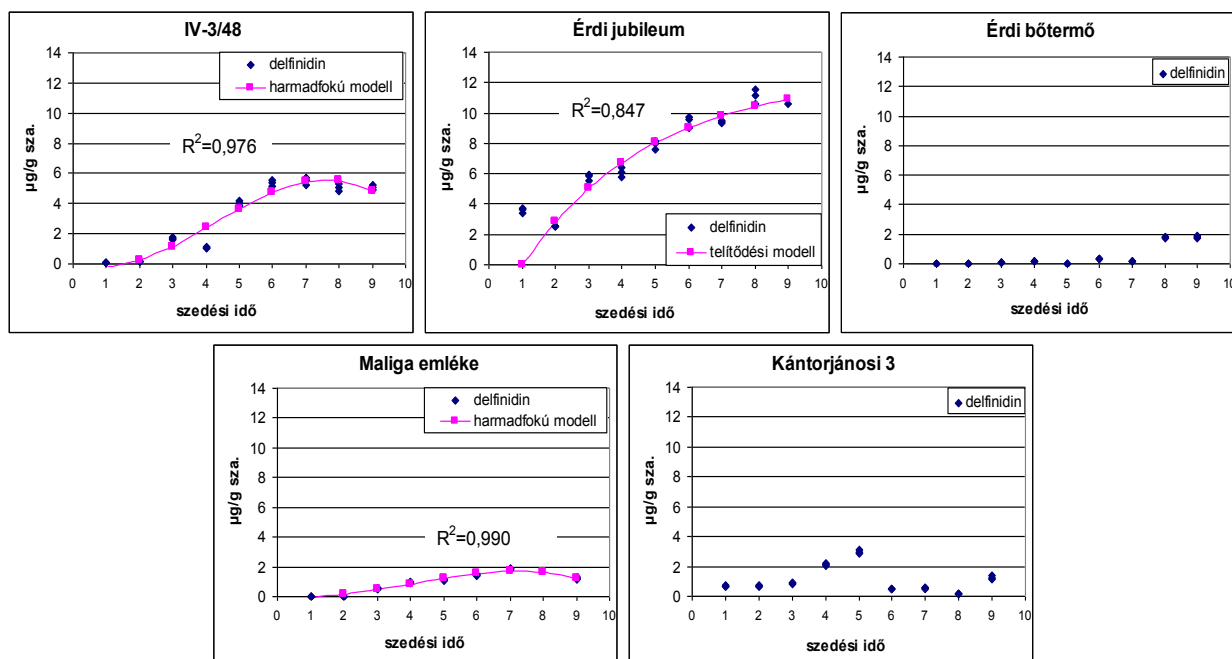 IV-3/48
14
12
10
8
6
4
2
0
µg/g sza.
delfinidin
harmadfokú modell
R²=0,976
0 1 2 3 4 5 6 7 8 9 10
szedési idő
Érdi jubileum
14
12
10
8
6
4
2
0
µg/g sza.
R²=0,847
delfinidin
telítődési modell
0 1 2 3 4 5 6 7 8 9 10
szedési idő
Érdi bőtermő
14
12
10
8
6
4
2
0
µg/g sza.
delfinidin
0 1 2 3 4 5 6 7 8 9 10
szedési idő
Maliga emléke
14
12
10
8
6
4
2
0
µg/g sza.
delfinidin
harmadfokú modell
R²=0,990
0 1 2 3 4 5 6 7 8 9 10
szedési idő
Kántorjánosi 3
14
12
10
8
6
4
2
0
µg/g sza.
delfinidin
0 1 2 3 4 5 6 7 8 9 10
szedési idő